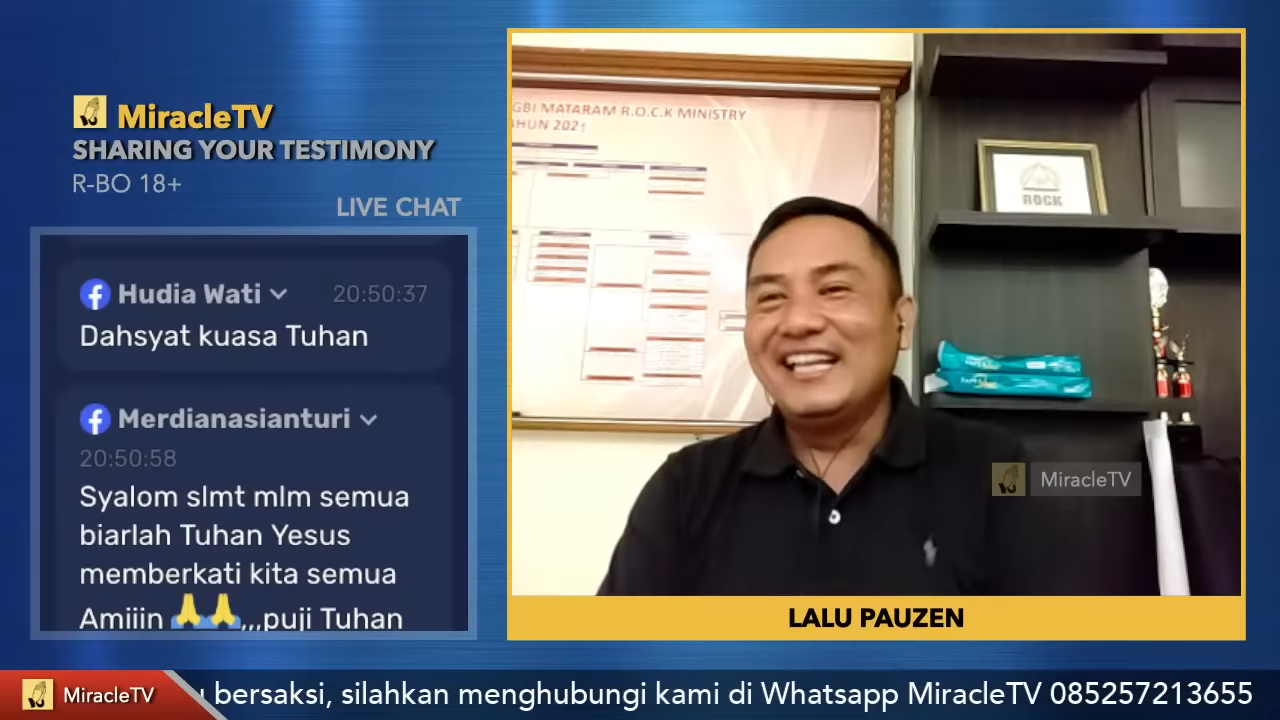 MiracleTV
SHARING YOUR TESTIMONY
R-BO 18+
LIVE CHAT
Hudia Wati
20:50:37
Dahsyat kuasa Tuhan
Merdianasianturi
20:50:58
Syalom slmt mlm semua
biarlah Tuhan Yesus
memberkati kita semua
Amiiin 🙏🙏,,,puji Tuhan
GBI MATARAM R.O.C.K MINISTRY
AHUN 2021
ROCK
MiracleTV
LALU PAUZEN
MiracleTV
bersaksi, silahkan menghubungi kami di Whatsapp MiracleTV 085257213655